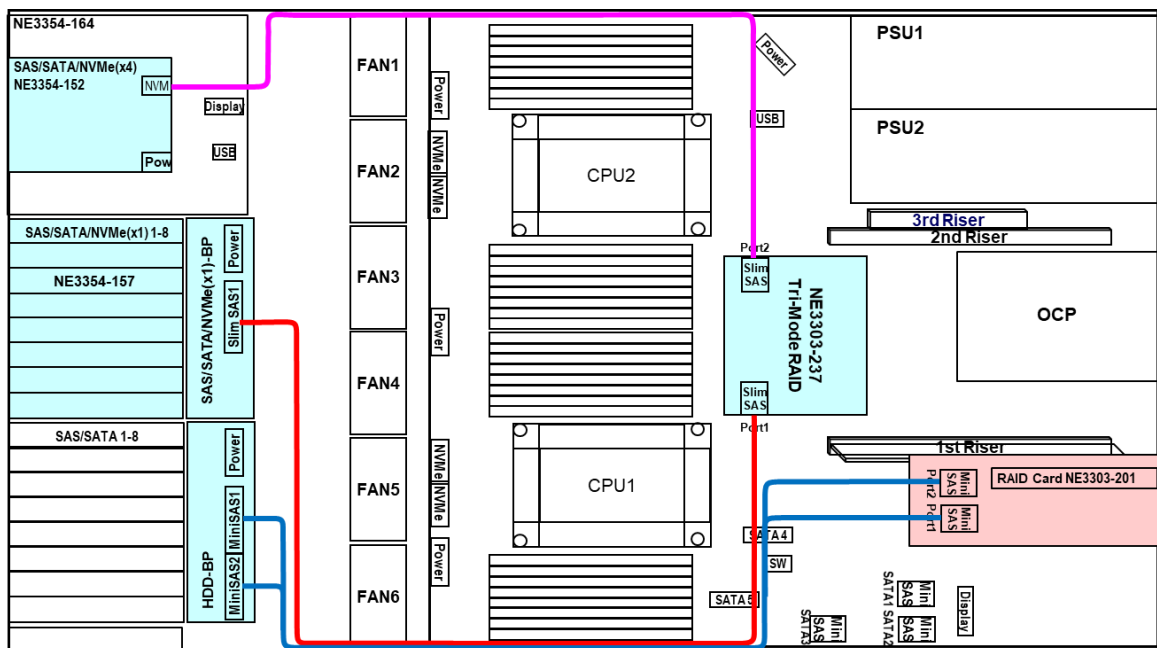 NE3354-164
SAS/SATA/NVMe(x4)
NE3354-152
NVM
Pow
Display
USB
SAS/SATA/NVMe(x1) 1-8
NE3354-157
SAS/SATA/NVMe(x1)-BP
Power
Slim SAS1
SAS/SATA 1-8
HDD-BP
Power
MiniSAS1
MiniSAS2
FAN1
FAN2
FAN3
FAN4
FAN5
FAN6
Power
NVMe
NVMe
Power
NVMe
NVMe
Power
CPU2
CPU1
Power
USB
Port2
Slim
SAS
NE3303-237
Tri-Mode RAID
Slim
SAS
Port1
SATA4
SW
SATA5
PSU1
PSU2
3rd Riser
2nd Riser
OCP
1st Riser
Port2
Mini
SAS
RAID Card NE3303-201
Port1
Mini
SAS
SATA1
Mini
SAS
SATA2
Mini
SAS
SATA3
Mini
SAS
Display